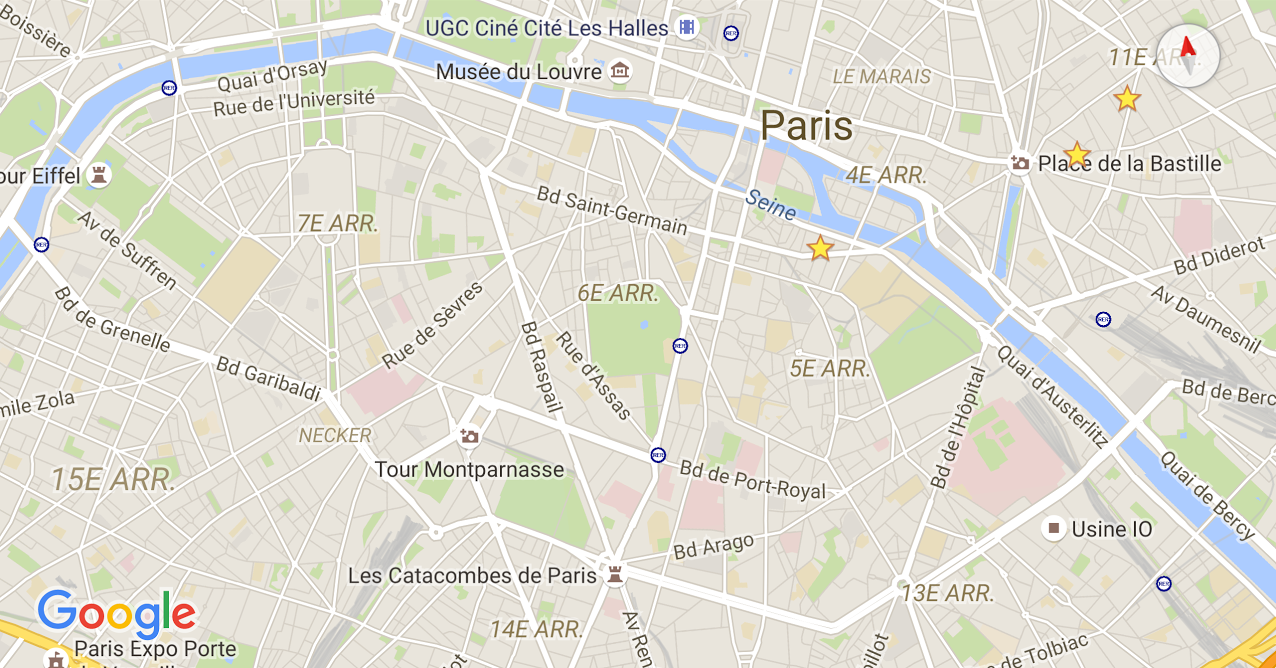 Boissière
UGC Ciné Cité Les Halles
Quai d'Orsay
Musée du Louvre
LE MARAIS
11E ARR.
Rue de l'Université
Paris
our Eiffel
Place de la Bastille
4E ARR.
Bd Saint-Germain
Seine
7E ARR.
Av de Suffren
Bd Diderot
6E ARR.
Av Daumesnil
Bd de Grenelle
Rue de Sèvres
Bd Raspail
Rue d'Assas
5E ARR.
Quai d'Austerlitz
Bd Garibaldi
Bd de Berc
mile Zola
Bd de l'Hôpital
NECKER
15E ARR.
Tour Montparnasse
Bd de Port-Royal
Quai de Bercy
Usine IO
Bd Arago
Les Catacombes de Paris
13E ARR.
Google
14E ARR.
Av Ren
Paris Expo Porte
pillot
e de Tolbiac